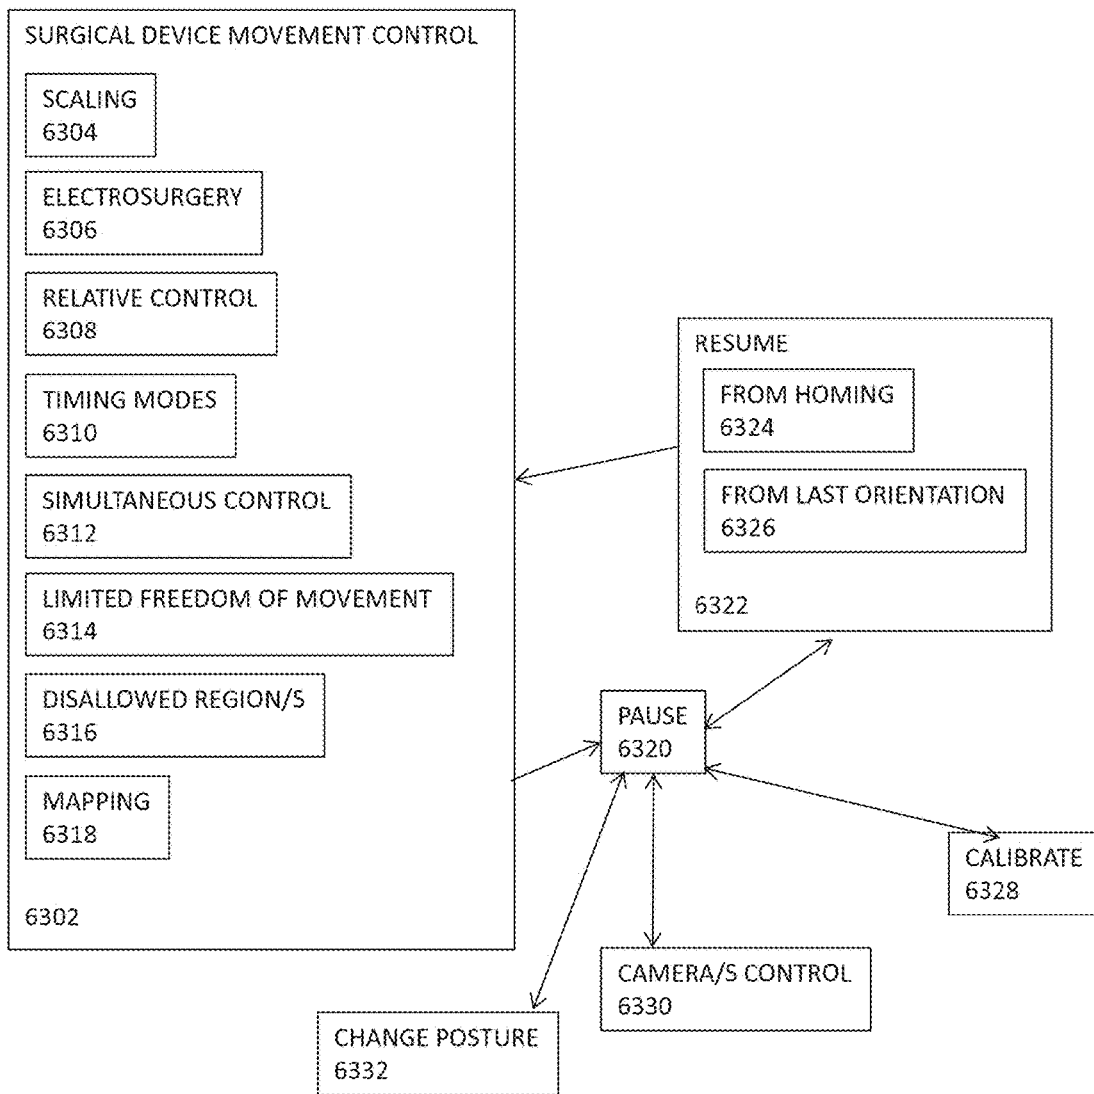 SURGICAL DEVICE MOVEMENT CONTROL
SCALING
6304
ELECTROSURGERY
6306
RELATIVE CONTROL
6308
TIMING MODES
6310
SIMULTANEOUS CONTROL
6312
LIMITED FREEDOM OF MOVEMENT
6314
DISALLOWED REGION/S
6316
MAPPING
6318
6302
RESUME
FROM HOMING
6324
FROM LAST ORIENTATION
6326
6322
PAUSE
6320
CALIBRATE
6328
CAMERA/S CONTROL
6330
CHANGE POSTURE
6332